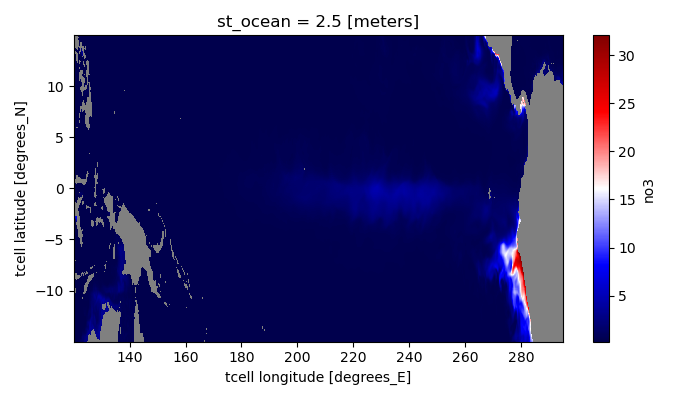 st_ocean = 2.5 [meters]
tcell latitude [degrees_N]
10
5
0
−5
−10
140 160 180 200 220 240 260 280
tcell longitude [degrees_E]
30
25
20
15
10
5
no3